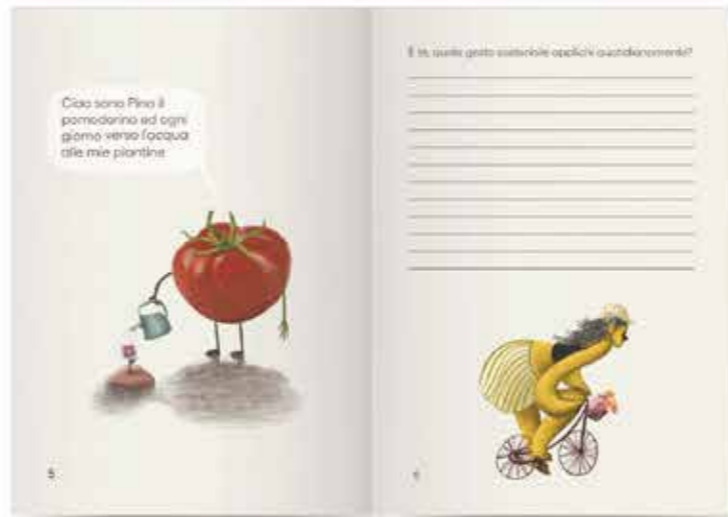 Ciao sono Pino il
pomodorino ed ogni
giorno verso l'acqua
alle mie piantine
E te, quale gesto sostenibile applichi quotidianamente?
5